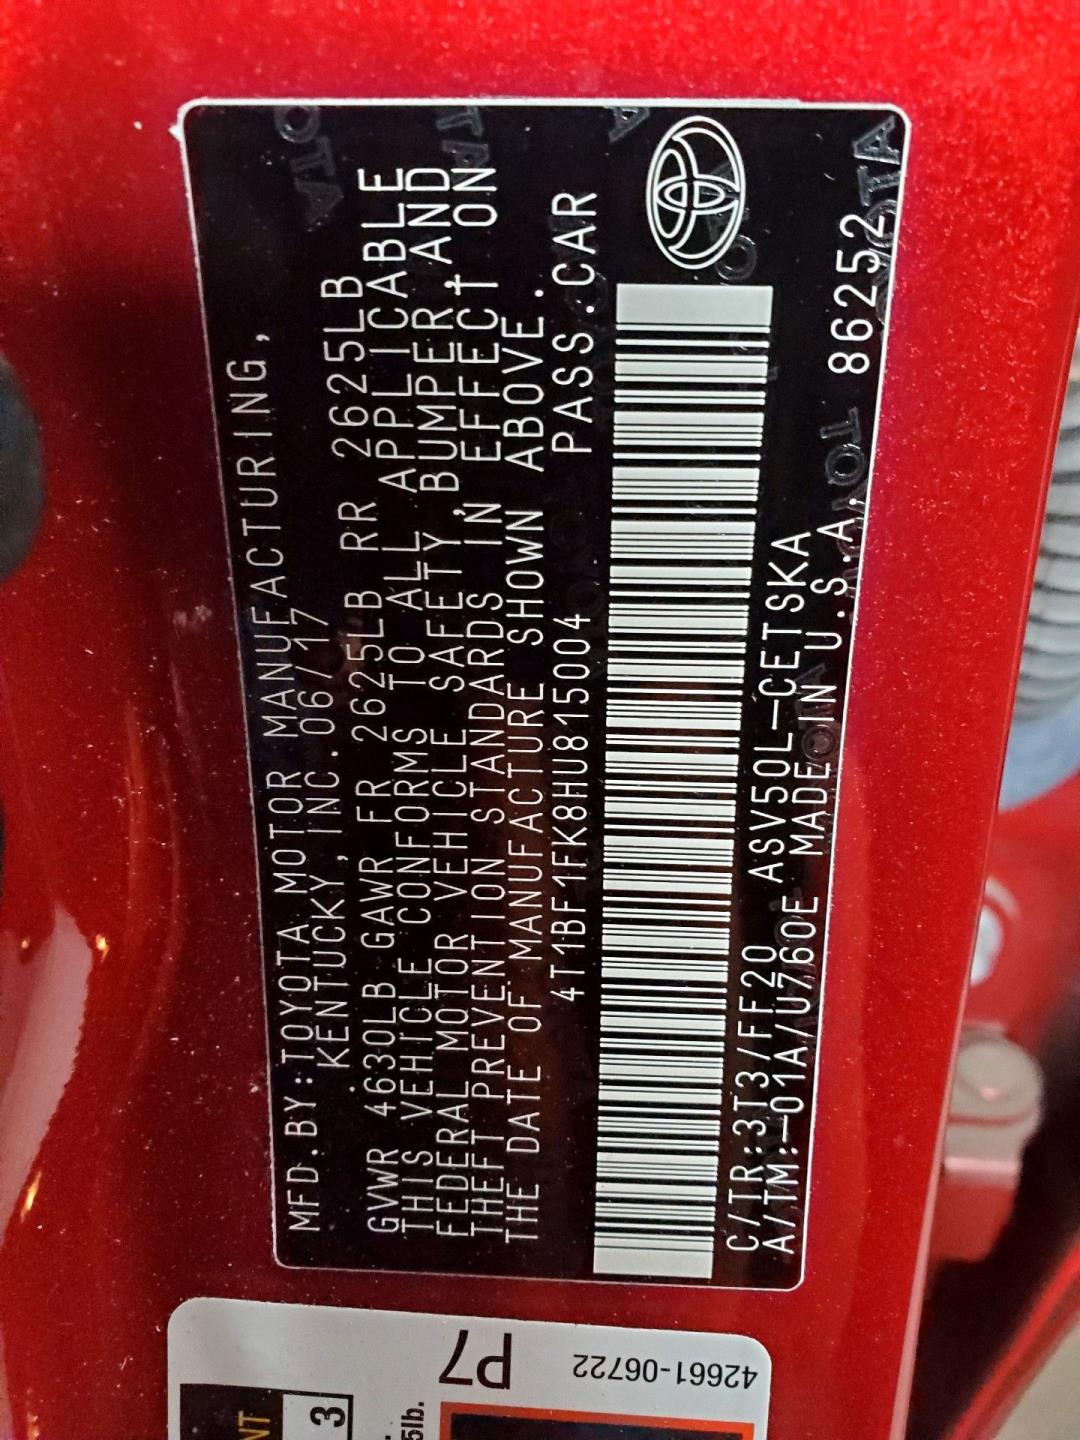 MFD.BY:TOYOTA MOTOR MANUFACTURING,
KENTUCKY, INC.06/17
GVWR 4630LB GAWR FR 2625LB RR 2625LB
THIS VEHICLE CONFORMS TO ALL APPLICABLE
FEDERAL MOTOR VEHICLE SAFETY, BUMPER, AND
THEFT PREVENTION STANDARDS IN EFFECT ON
THE DATE OF MANUFACTURE SHOWN ABOVE.
4T1BF1FK8HU815004 PASS.CAR
C/TR:3T3/FF20 ASV50L-CETSKA
A/TM:-01A/U760E MADE IN U.S.A. 86252
P7
42661-06722
NT
3
5lb.